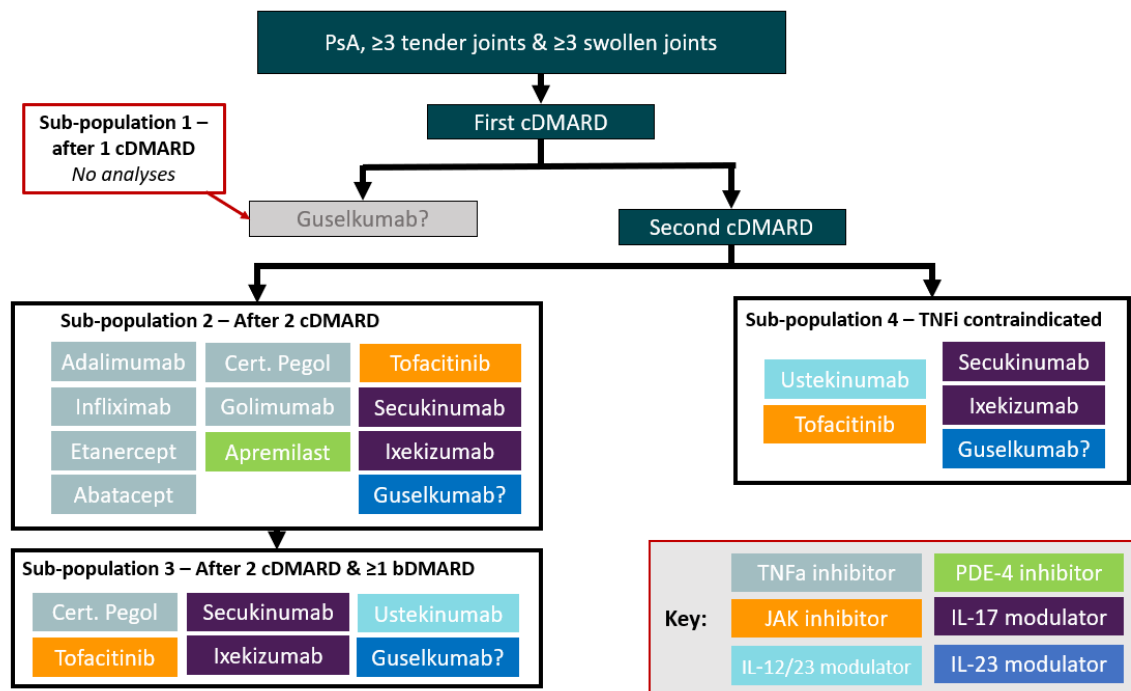 PsA, ≥3 tender joints & ≥3 swollen joints
First cDMARD
Sub-population 1 –
after 1 cDMARD
No analyses
Guselkumab?
Second cDMARD
Sub-population 2 – After 2 cDMARD
Adalimumab
Cert. Pegol
Tofacitinib
Infliximab
Golimumab
Secukinumab
Etanercept
Apremilast
Ixekizumab
Abatacept
Guselkumab?
Sub-population 4 – TNFi contraindicated
Ustekinumab
Secukinumab
Tofacitinib
Ixekizumab
Guselkumab?
Sub-population 3 – After 2 cDMARD & ≥1 bDMARD
Cert. Pegol
Secukinumab
Ustekinumab
Tofacitinib
Ixekizumab
Guselkumab?
Key:
TNFa inhibitor
PDE-4 inhibitor
JAK inhibitor
IL-17 modulator
IL-12/23 modulator
IL-23 modulator